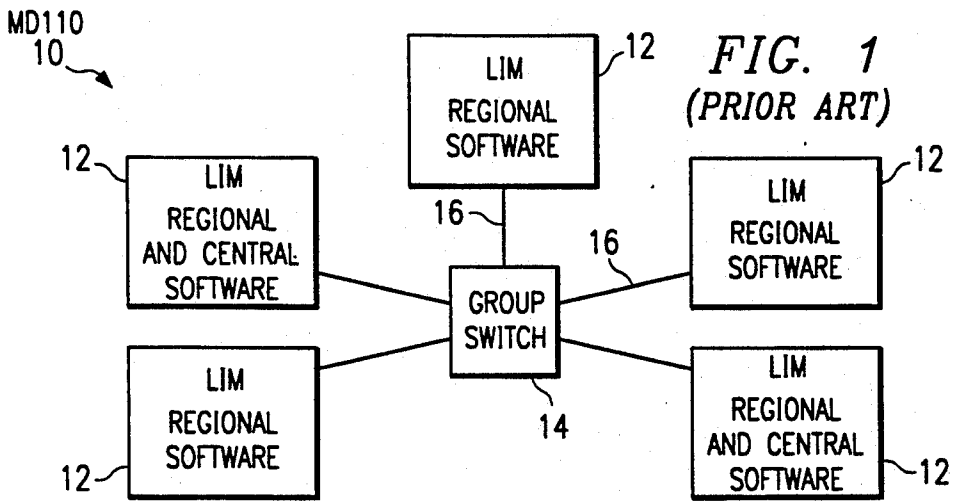 MD110
10
12
FIG. 1
(PRIOR ART)
LIM
REGIONAL
SOFTWARE
12
LIM
REGIONAL
AND CENTRAL
SOFTWARE
16
12
LIM
REGIONAL
SOFTWARE
16
GROUP
SWITCH
14
12
LIM
REGIONAL
SOFTWARE
LIM
REGIONAL
AND CENTRAL
SOFTWARE
12